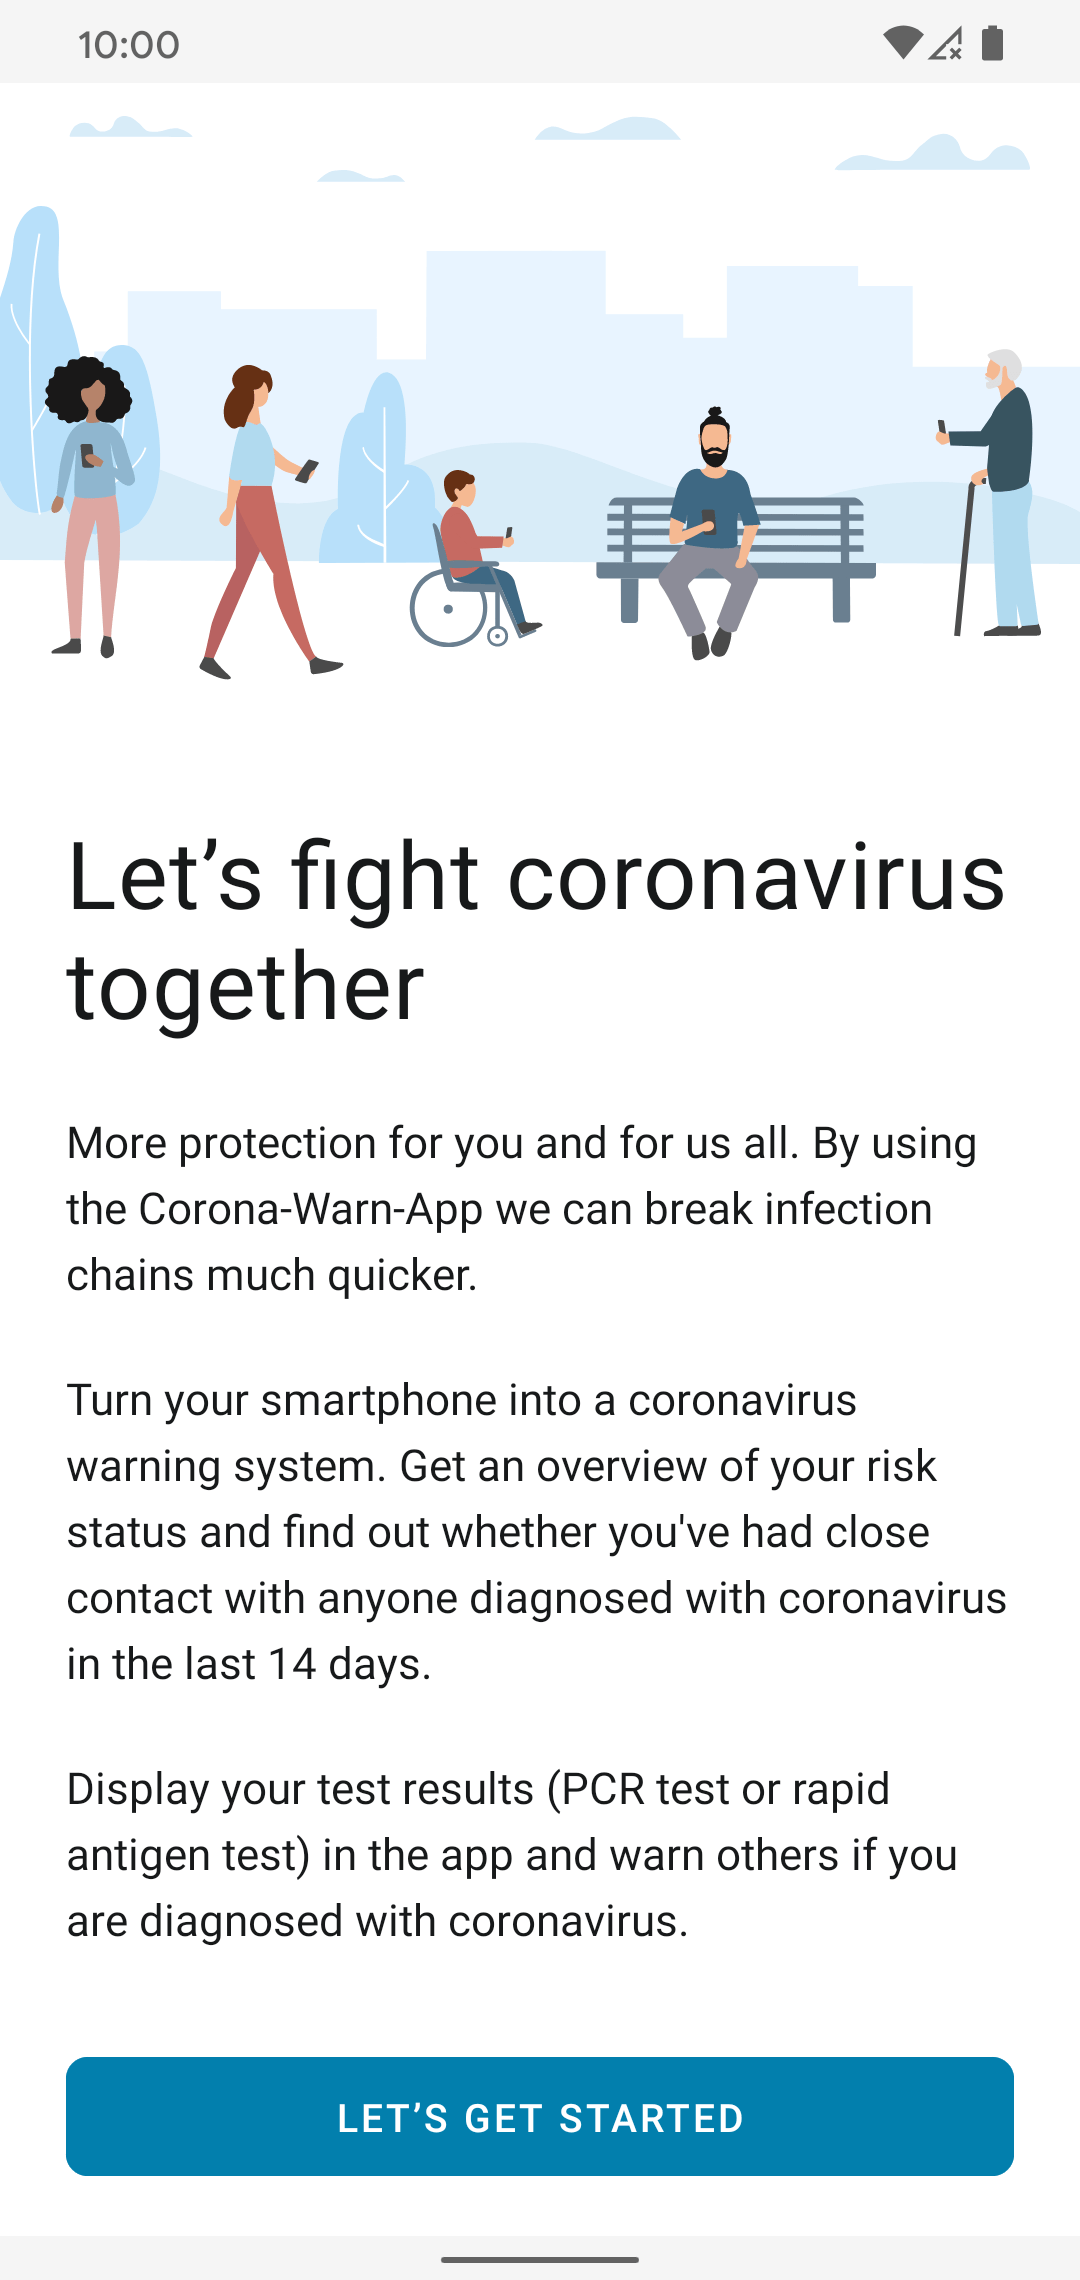 10:00
Let’s fight coronavirus
together
More protection for you and for us all. By using
the Corona-Warn-App we can break infection
chains much quicker.
Turn your smartphone into a coronavirus
warning system. Get an overview of your risk
status and find out whether you've had close
contact with anyone diagnosed with coronavirus
in the last 14 days.
Display your test results (PCR test or rapid
antigen test) in the app and warn others if you
are diagnosed with coronavirus.
LET’S GET STARTED